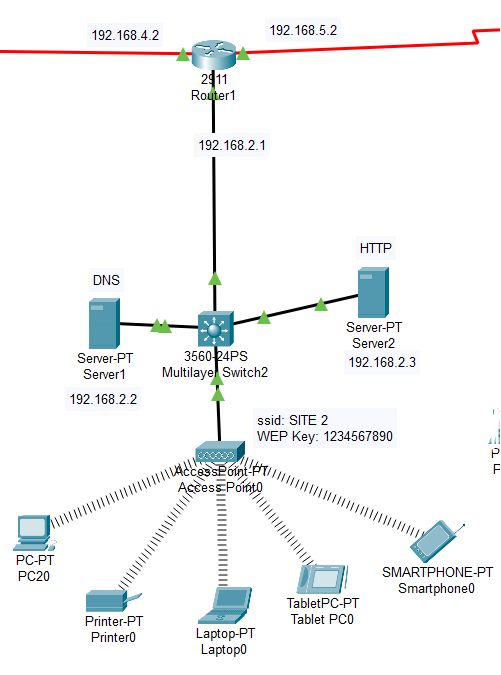 192.168.4.2
192.168.5.2
2911
Router1
192.168.2.1
HTTP
DNS
Server-PT
Server2
3560-24PS
Multilayer Switch2
Server-PT
Server1
192.168.2.3
192.168.2.2
ssid: SITE 2
WEP Key: 1234567890
AccessPoint-PT
Access Point0
PC-PT
PC20
SMARTPHONE-PT
Smartphone0
TabletPC-PT
Tablet PC0
Printer-PT
Printer0
Laptop-PT
Laptop0
P
P